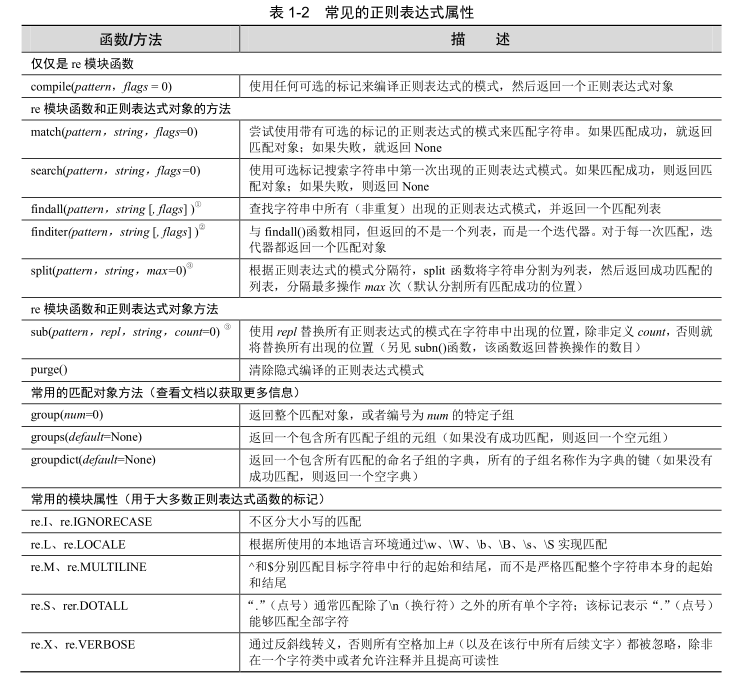 表 1-2 常见的正则表达式属性
函数/方法 描 述
仅仅是 re 模块函数
compile(pattern，flags = 0) 使用任何可选的标记来编译正则表达式的模式，然后返回一个正则表达式对象
re 模块函数和正则表达式对象的方法
match(pattern，string，flags=0) 尝试使用带有可选的标记的正则表达式的模式来匹配字符串。如果匹配成功，就返回
匹配对象；如果失败，就返回 None
search(pattern，string，flags=0) 使用可选标记搜索字符串中第一次出现的正则表达式模式。如果匹配成功，则返回匹
配对象；如果失败，则返回 None
findall(pattern，string [, flags] )① 查找字符串中所有（非重复）出现的正则表达式模式，并返回一个匹配列表
finditer(pattern，string [, flags] )② 与 findall()函数相同，但返回的不是一个列表，而是一个迭代器。对于每一次匹配，迭
代器都返回一个匹配对象
split(pattern，string，max=0)③ 根据正则表达式的模式分隔符，split 函数将字符串分割为列表，然后返回成功匹配的
列表，分隔最多操作 max 次（默认分割所有匹配成功的位置）
re 模块函数和正则表达式对象方法
sub(pattern，repl，string，count=0) ③ 使用 repl 替换所有正则表达式的模式在字符串中出现的位置，除非定义 count，否则就
将替换所有出现的位置（另见 subn()函数，该函数返回替换操作的数目）
purge() 清除隐式编译的正则表达式模式
常用的匹配对象方法（查看文档以获取更多信息）
group(num=0) 返回整个匹配对象，或者编号为 num 的特定子组
groups(default=None) 返回一个包含所有匹配子组的元组（如果没有成功匹配，则返回一个空元组）
groupdict(default=None) 返回一个包含所有匹配的命名子组的字典，所有的子组名称作为字典的键（如果没有
成功匹配，则返回一个空字典）
常用的模块属性（用于大多数正则表达式函数的标记）
re.I、re.IGNORECASE 不区分大小写的匹配
re.L、re.LOCALE 根据所使用的本地语言环境通过\w、\W、\b、\B、\s、\S 实现匹配
re.M、re.MULTILINE ^和$分别匹配目标字符串中行的起始和结尾，而不是严格匹配整个字符串本身的起始
和结尾
re.S、rer.DOTALL “.”（点号）通常匹配除了\n（换行符）之外的所有单个字符；该标记表示“.”（点号）
能够匹配全部字符
re.X、re.VERBOSE 通过反斜线转义，否则所有空格加上#（以及在该行中所有后续文字）都被忽略，除非
在一个字符类中或者允许注释并且提高可读性